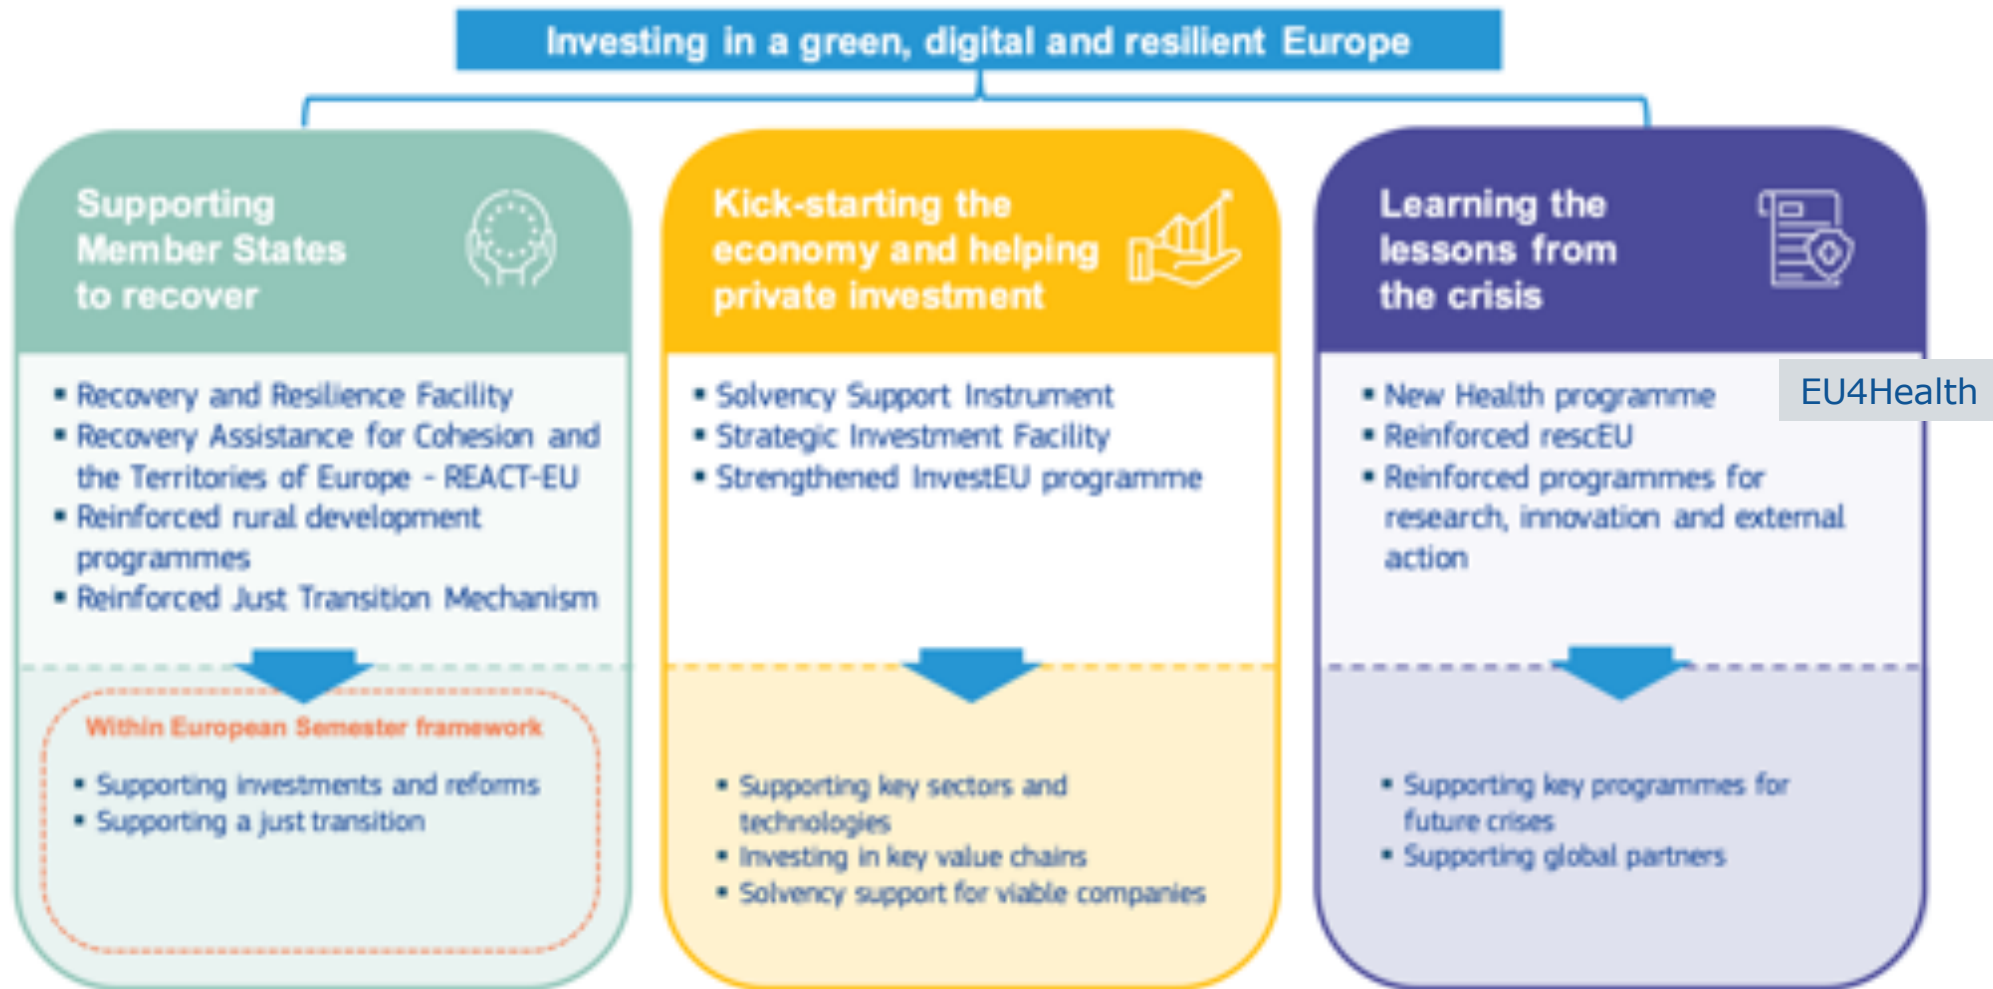 Investing in a green, digital and resilient Europe
Supporting
Member States
to recover
▪ Recovery and Resilience Facility
▪ Recovery Assistance for Cohesion and
the Territories of Europe - REACT-EU
▪ Reinforced rural development
programmes
▪ Reinforced Just Transition Mechanism
Within European Semester framework
▪ Supporting investments and reforms
▪ Supporting a just transition
Kick-starting the
economy and helping
private investment
▪ Solvency Support Instrument
▪ Strategic Investment Facility
▪ Strengthened InvestEU programme
▪ Supporting key sectors and
technologies
▪ Investing in key value chains
▪ Solvency support for viable companies
Learning the
lessons from
the crisis
▪ New Health programme
EU4Health
▪ Reinforced rescEU
▪ Reinforced programmes for
research, innovation and external
action
▪ Supporting key programmes for
future crises
▪ Supporting global partners